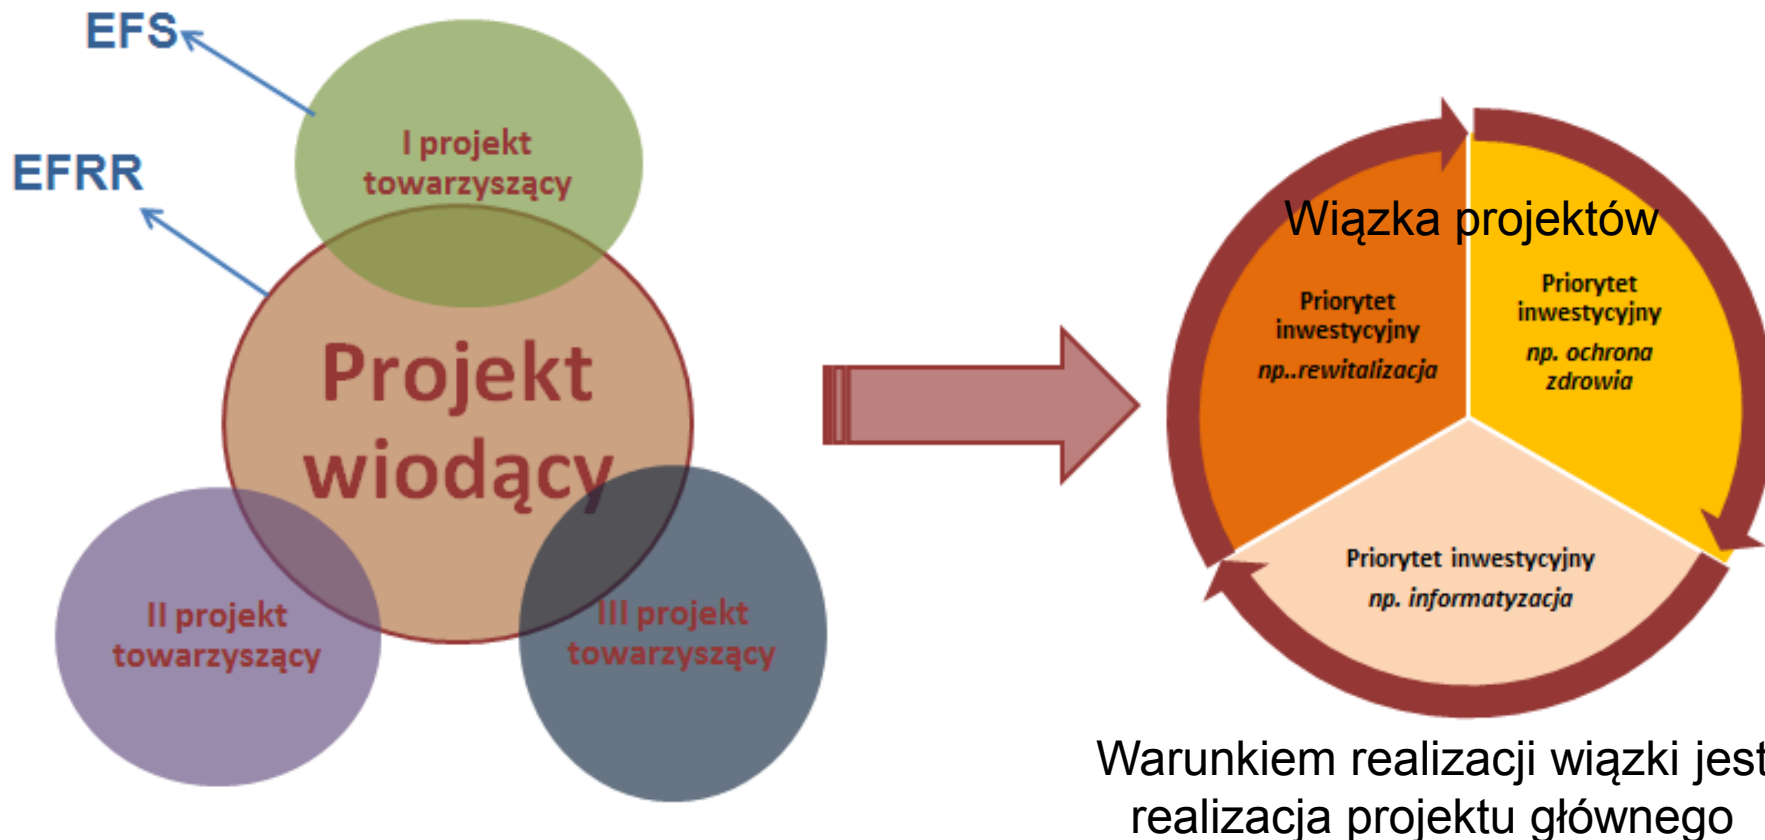 EFS
EFRR
I projekt
towarzyszący
Projekt
wiodący
II projekt
towarzyszący
III projekt
towarzyszący
Wiązka projektów
Priorytet
inwestycyjny
np..rewitalizacja
Priorytet
inwestycyjny
np. ochrona
zdrowia
Priorytet inwestycyjny
np. informatyzacja
Warunkiem realizacji wiązki jest
realizacja projektu głównego